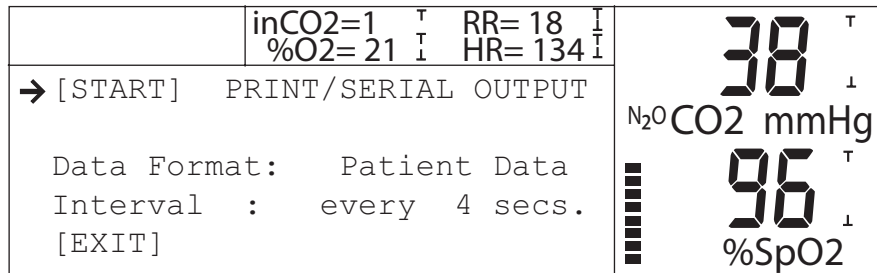 inCO2=1 RR= 18
%O2= 21 HR= 134
→[START] PRINT/SERIAL OUTPUT
Data Format: Patient Data
Interval : every 4 secs.
[EXIT]
38
N₂O CO2 mmHg
96
%SpO2